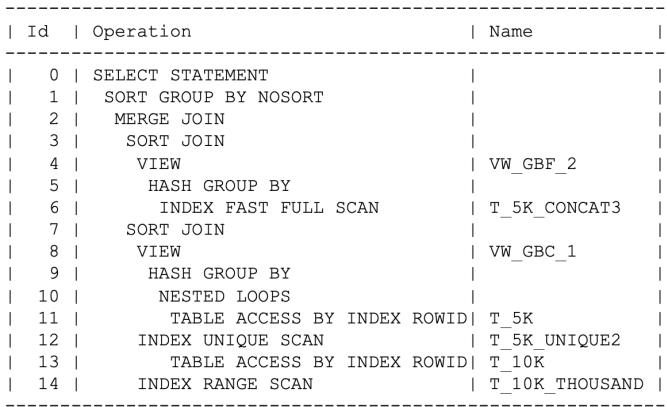 --------------------------------------------------------------
| Id | Operation | Name |
--------------------------------------------------------------
| 0 | SELECT STATEMENT | |
| 1 | SORT GROUP BY NOSORT | |
| 2 | MERGE JOIN | |
| 3 | SORT JOIN | |
| 4 | VIEW | VW_GBF_2 |
| 5 | HASH GROUP BY | |
| 6 | INDEX FAST FULL SCAN | T_5K_CONCAT3 |
| 7 | SORT JOIN | |
| 8 | VIEW | VW_GBC_1 |
| 9 | HASH GROUP BY | |
| 10 | NESTED LOOPS | |
| 11 | TABLE ACCESS BY INDEX ROWID| T_5K |
| 12 | INDEX UNIQUE SCAN | T_5K_UNIQUE2 |
| 13 | TABLE ACCESS BY INDEX ROWID| T_10K |
| 14 | INDEX RANGE SCAN | T_10K_THOUSAND |
--------------------------------------------------------------